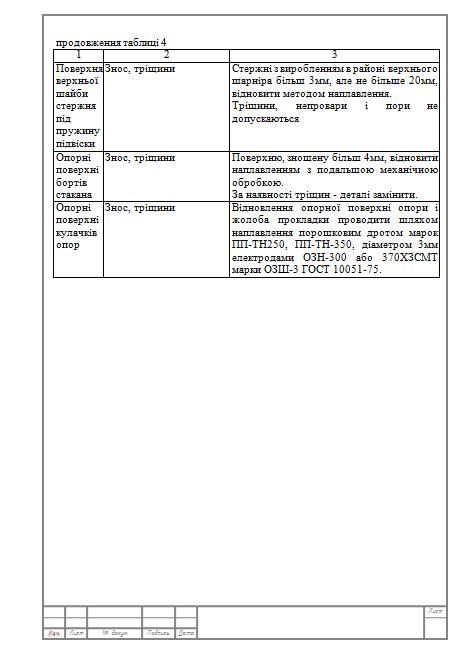 продовження таблиці 4
1 2 3
Поверхня Знос, тріщини Стержні з виробленням в районі верхнього
верхньої шарніра більш 3мм, але не більше 20мм,
шайби відновити методом наплавлення.
стержня Тріщини, непровари і пори не
під допускаються
пружину
підвіски
Опорні Знос, тріщини Поверхню, зношену більш 4мм, відновити
поверхні наплавленням з подальшою механічною
бортів обробкою.
стакана За наявності тріщин - деталі замінити.
Опорні Знос, тріщини Відновлення опорної поверхні опори і
поверхні жолоба прокладки проводити шляхом
кулачків наплавлення порошковим дротом марок
опор ПП-ТН250, ПП-ТН-350, діаметром 3мм
електродами ОЗН-300 або 370ХЗСМТ
марки ОЗШ-3 ГОСТ 10051-75.
Лист
Изм. Лист № докум. Подпись Дата